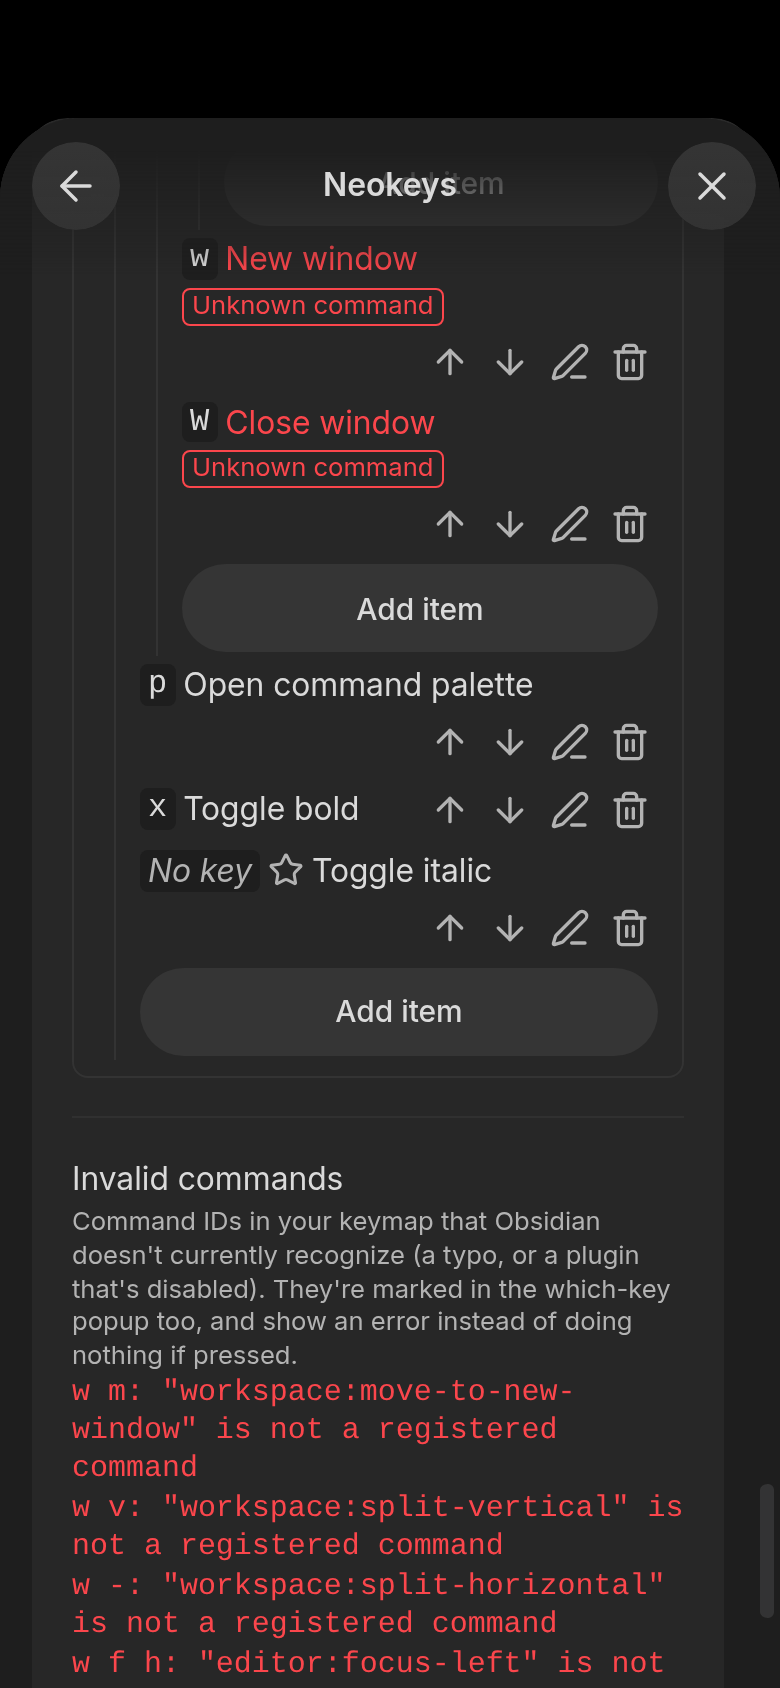 Neokeys
Add item
w New window
Unknown command
W Close window
Unknown command
Add item
p Open command palette
x Toggle bold
No key Toggle italic
Add item
Invalid commands
Command IDs in your keymap that Obsidian
doesn't currently recognize (a typo, or a plugin
that's disabled). They're marked in the which-key
popup too, and show an error instead of doing
nothing if pressed.
w m: "workspace:move-to-new-
window" is not a registered
command
w v: "workspace:split-vertical" is
not a registered command
w -: "workspace:split-horizontal"
is not a registered command
w f h: "editor:focus-left" is not